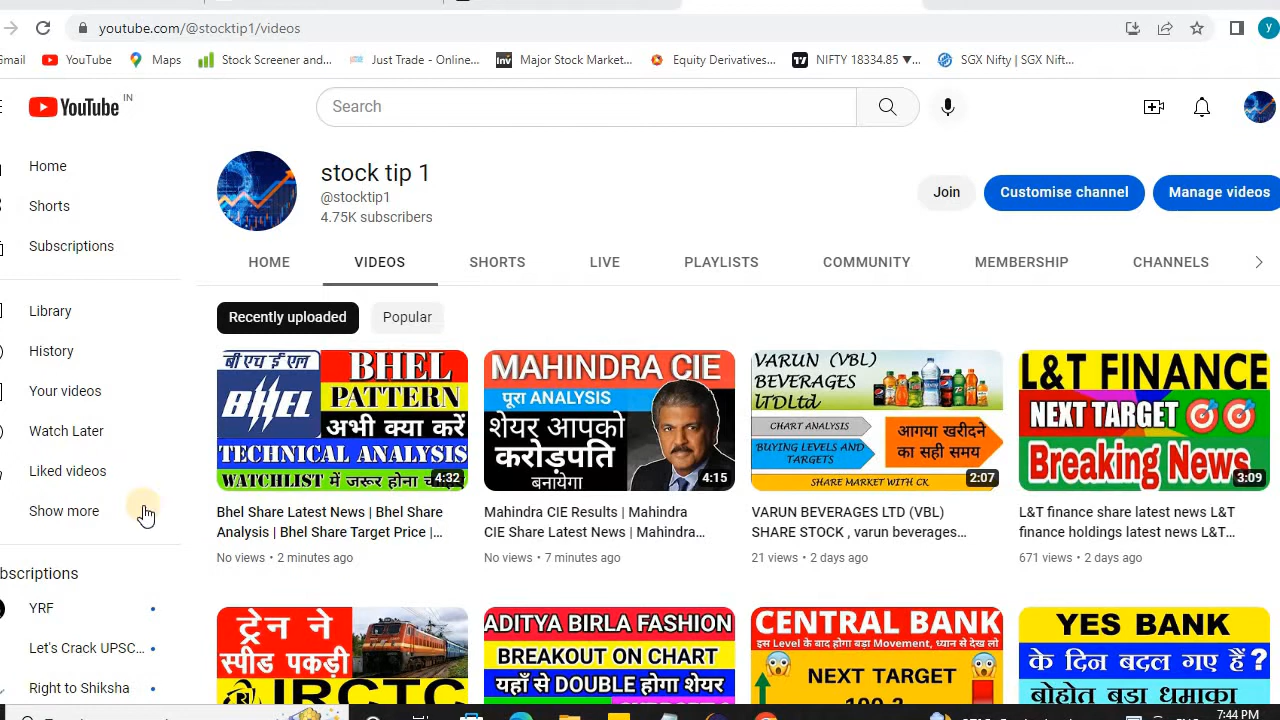 youtube.com/@stocktip1/videos
Gmail YouTube Maps Stock Screener and... Just Trade - Online... Major Stock Market... Equity Derivatives... NIFTY 18334.85 ▼... SGX Nifty | SGX Nift...
YouTube IN
Search
Home
Shorts
Subscriptions
Library
History
Your videos
Watch Later
Liked videos
Show more
bscriptions
YRF
Let's Crack UPSC...
Right to Shiksha
stock tip 1
@stocktip1
4.75K subscribers
Join
Customise channel
Manage videos
HOME VIDEOS SHORTS LIVE PLAYLISTS COMMUNITY MEMBERSHIP CHANNELS
Recently uploaded Popular
बी एच ई एल
BHEL
BHEL
PATTERN
अभी क्या करें
TECHNICAL ANALYSIS
WATCHLIST में जरूर होना च
4:32
Bhel Share Latest News | Bhel Share
Analysis | Bhel Share Target Price |...
No views • 2 minutes ago
MAHINDRA CIE
पूरा ANALYSIS
शेयर आपको
करोड़पति
बनायेगा
4:15
Mahindra CIE Results | Mahindra
CIE Share Latest News | Mahindra...
No views • 7 minutes ago
VARUN (VBL)
BEVERAGES
lTDLtd
CHART ANALYSIS
BUYING LEVELS AND
TARGETS
आगया खरीदने
का सही समय
SHARE MARKET WITH CK
2:07
VARUN BEVERAGES LTD (VBL)
SHARE STOCK , varun beverages...
21 views • 2 days ago
L&T FINANCE
NEXT TARGET
Breaking News
3:09
L&T finance share latest news L&T
finance holdings latest news L&T...
671 views • 2 days ago
ट्रेन ने
स्पीड पकड़ी
IRCTC
ADITYA BIRLA FASHION
BREAKOUT ON CHART
यहाँ से DOUBLE होगा शेयर
CENTRAL BANK
इस Level के बाद होगा बड़ा Movement, ध्यान से देख लो
NEXT TARGET
YES BANK
के दिन बदल गए हैं?
बोहोत बड़ा धमाका
7:44 PM